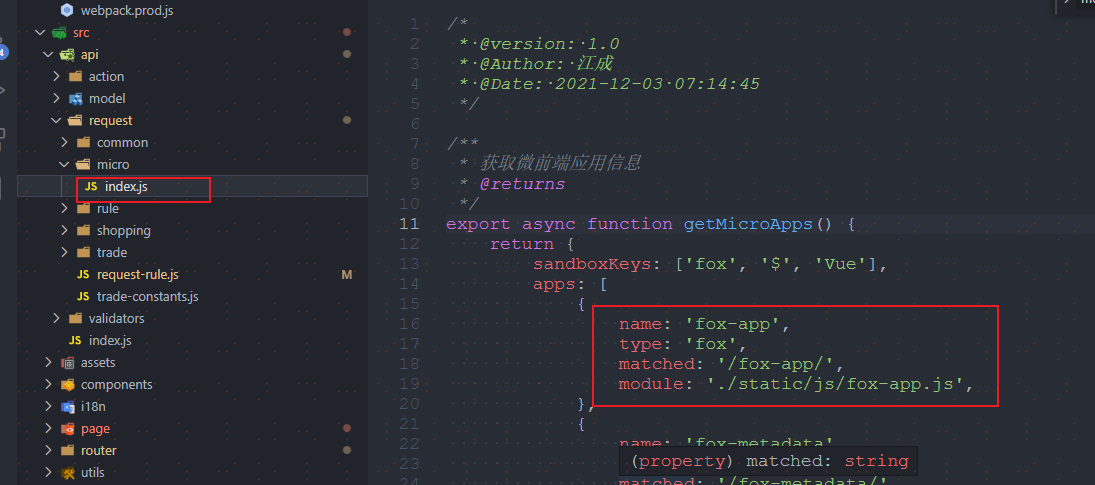 webpack.prod.js
src
api
action
model
request
common
micro
JS index.js
rule
shopping
trade
JS request-rule.js M
JS trade-constants.js
validators
JS index.js
assets
components
i18n
page
router
utils
4
1 /*
2 * @version: 1.0
3 * @Author: 江成
4 * @Date: 2021-12-03 07:14:45
5 */
6
7 /**
8 * 获取微前端应用信息
9 * @returns
10 */
11 export async function getMicroApps() {
12 return {
13 sandboxKeys: ['fox', '$', 'Vue'],
14 apps: [
15 {
16 name: 'fox-app',
17 type: 'fox',
18 matched: '/fox-app/',
19 module: './static/js/fox-app.js',
20 },
21 {
22 name: 'fox-metadata'
23 (property) matched: string
24 matched: '/fox-metadata/'